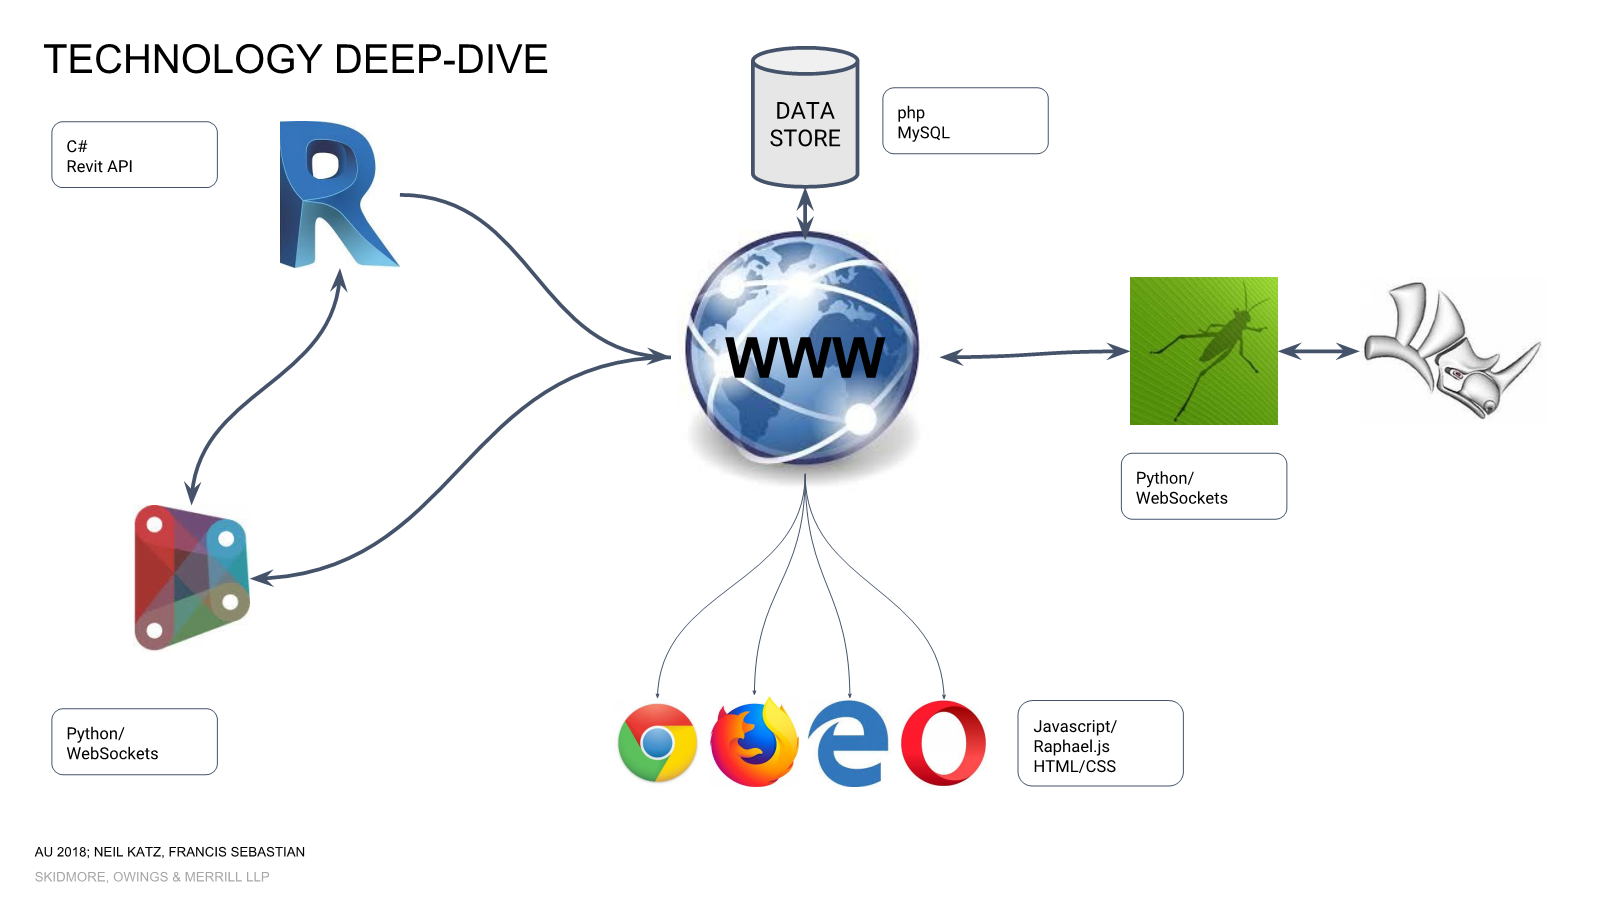 TECHNOLOGY DEEP-DIVE
C#
Revit API
DATA
STORE
php
MySQL
WWW
Python/
WebSockets
Python/
WebSockets
Javascript/
Raphael.js
HTML/CSS
AU 2018; NEIL KATZ, FRANCIS SEBASTIAN
SKIDMORE, OWINGS & MERRILL LLP